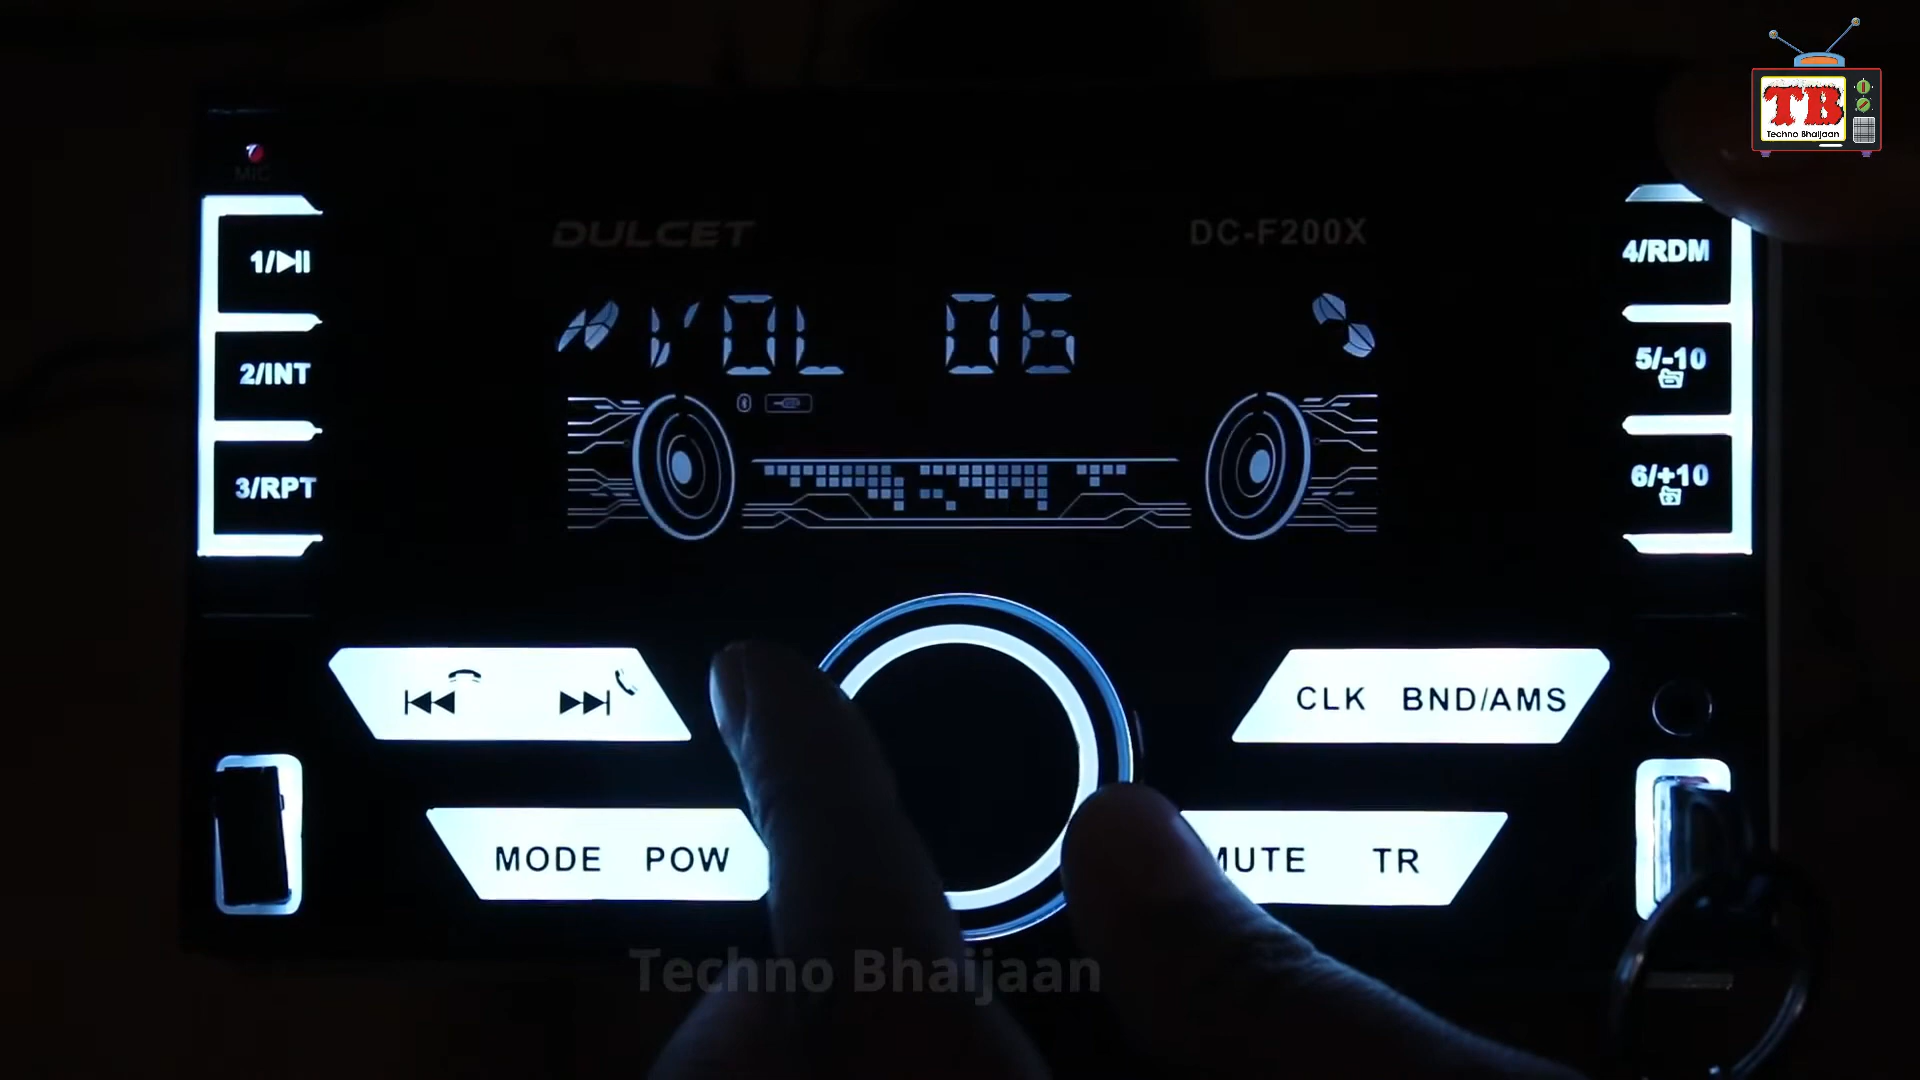 TB
Techno Bhaijaan
MIC
DULCET
DC-F200X
1/
4/RDM
VOL 06
2/INT
5/-10
3/RPT
6/+10
CLK BND/AMS
MODE POW
MUTE TR
Techno Bhaijaan